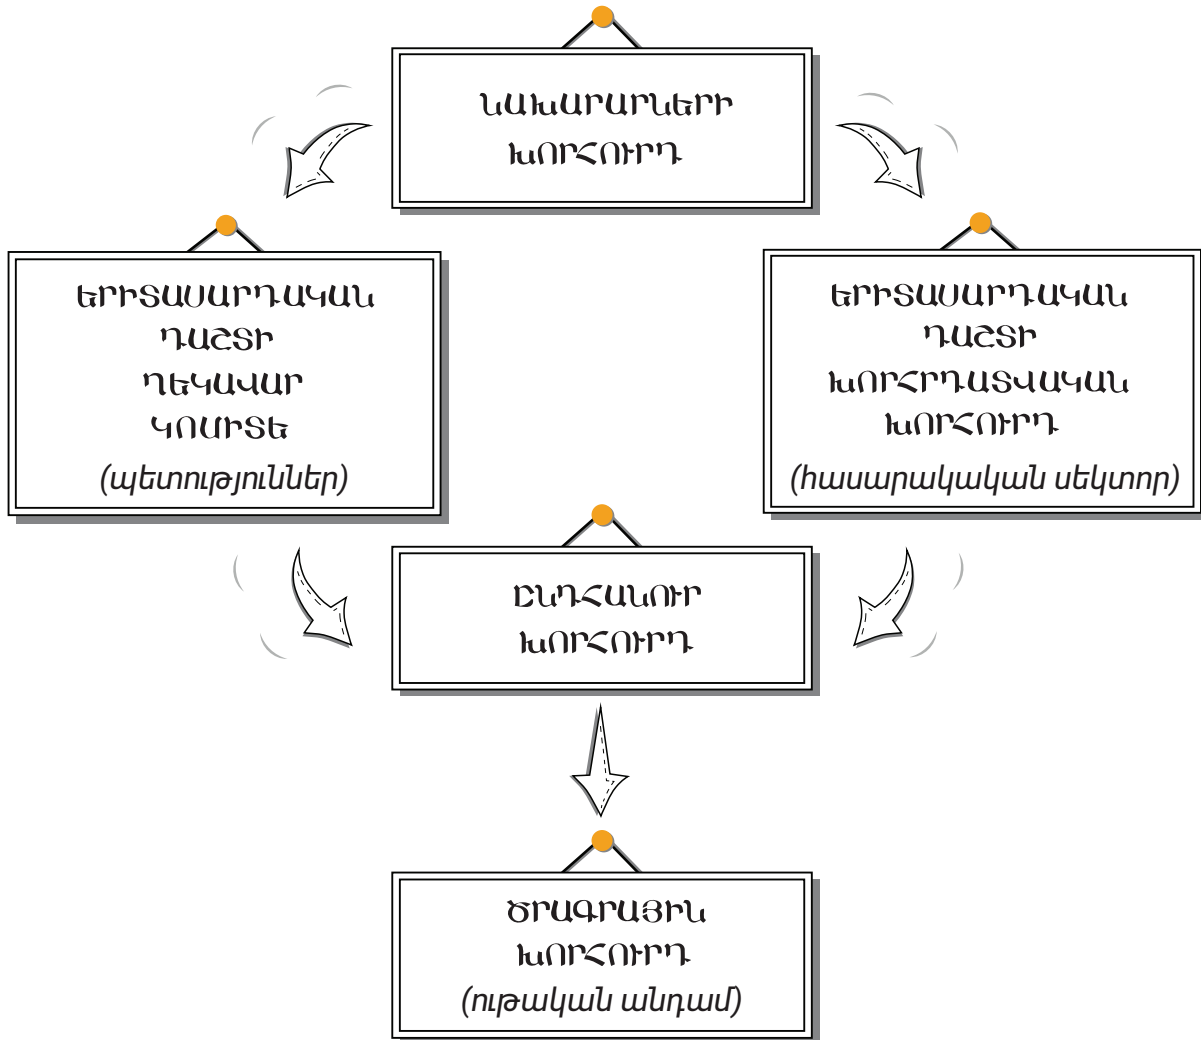 ՆԱԽԱՐԱՐՆԵՐԻ
ԽՈՐՀՈՒՐԴ
ԵՐԻՏԱՍԱՐԴԱԿԱՆ
ԴԱՇՏԻ
ՂԵԿԱՎԱՐ
ԿՈՄԻՏԵ
(պետություններ)
ԵՐԻՏԱՍԱՐԴԱԿԱՆ
ԴԱՇՏԻ
ԽՈՐՀՐԴԱՏՎԱԿԱՆ
ԽՈՐՀՈՒՐԴ
(հասարակական սեկտոր)
ԸՆԴՀԱՆՈՒՐ
ԽՈՐՀՈՒՐԴ
ԾՐԱԳՐԱՅԻՆ
ԽՈՐՀՈՒՐԴ
(ութական անդամ)